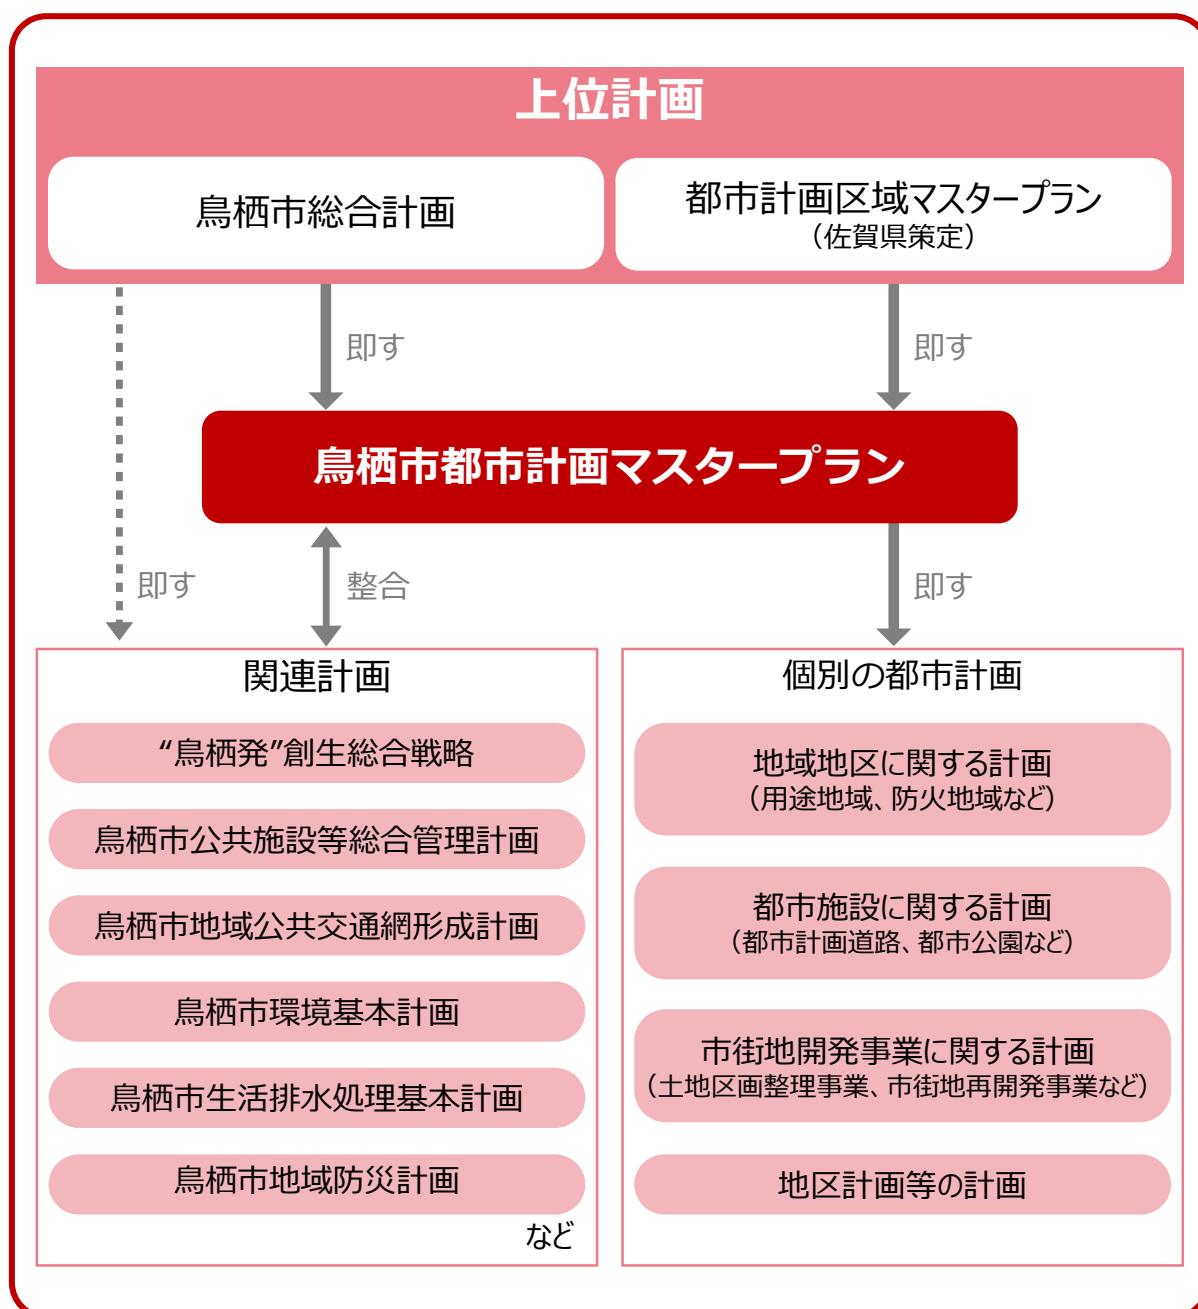 上位計画
鳥栖市総合計画
都市計画区域マスタープラン
（佐賀県策定）
即す
即す
鳥栖市都市計画マスタープラン
即す
整合
即す
関連計画
“鳥栖発”創生総合戦略
鳥栖市公共施設等総合管理計画
鳥栖市地域公共交通網形成計画
鳥栖市環境基本計画
鳥栖市生活排水処理基本計画
鳥栖市地域防災計画
など
個別の都市計画
地域地区に関する計画
（用途地域、防火地域など）
都市施設に関する計画
（都市計画道路、都市公園など）
市街地開発事業に関する計画
（土地区画整理事業、市街地再開発事業など）
地区計画等の計画